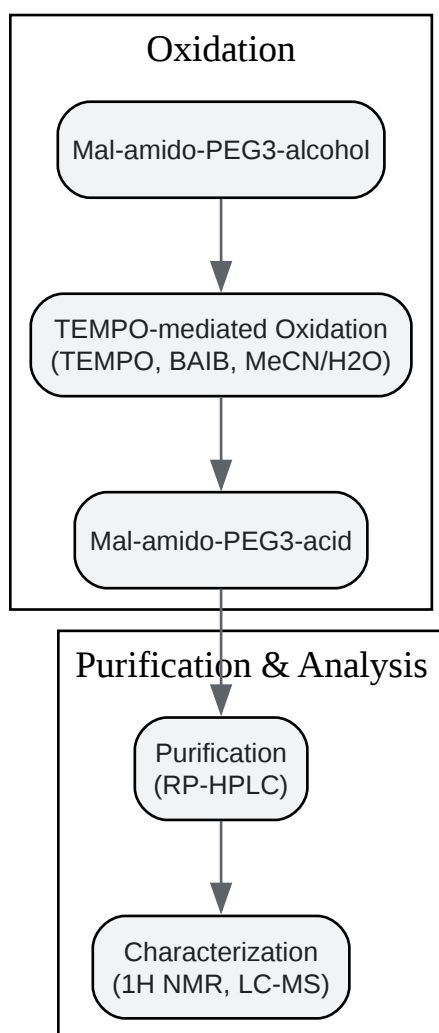 Oxidation
Mal-amido-PEG3-alcohol
TEMPO-mediated Oxidation
(TEMPO, BAIB, MeCN/H2O)
Mal-amido-PEG3-acid
Purification & Analysis
Purification
(RP-HPLC)
Characterization
(1H NMR, LC-MS)